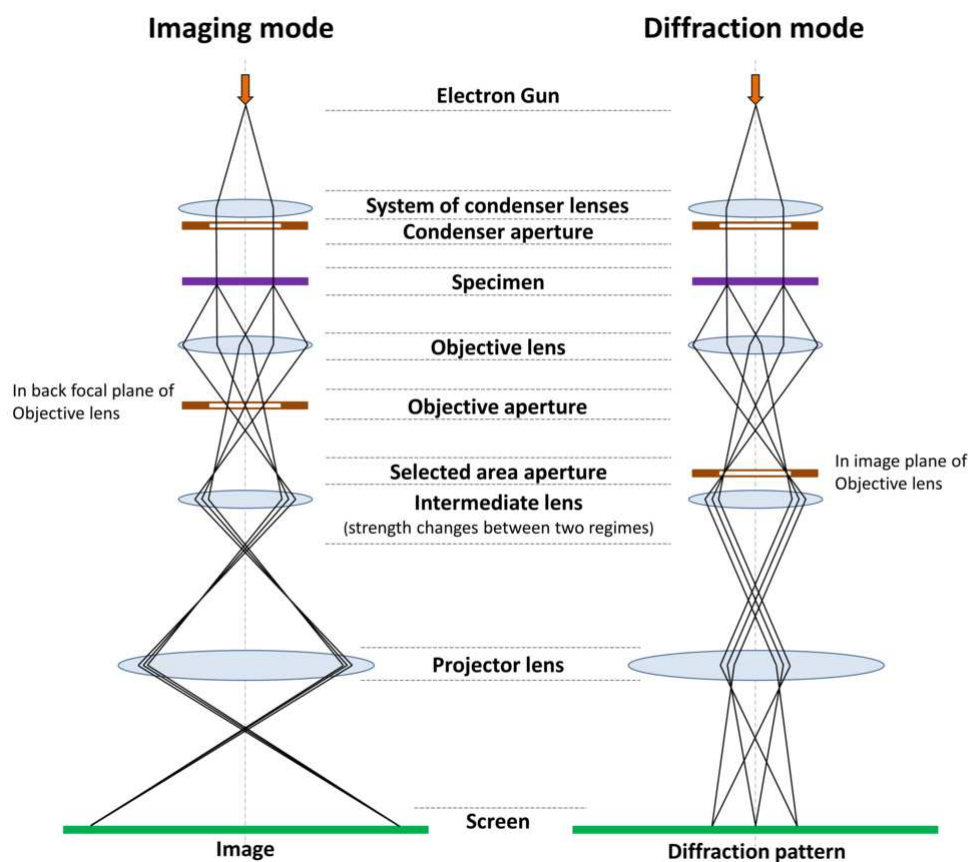 Imaging mode
Diffraction mode
Electron Gun
System of condenser lenses
Condenser aperture
Specimen
Objective lens
In back focal plane of
Objective lens
Objective aperture
Selected area aperture
In image plane of
Objective lens
Intermediate lens
(strength changes between two regimes)
Projector lens
Screen
Image
Diffraction pattern